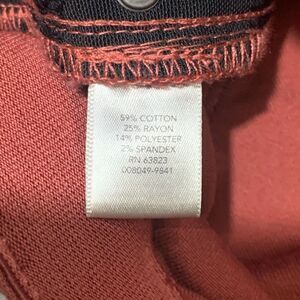 59% COTTON
25% RAYON
14% POLYESTER
2% SPANDEX
RN 63823
008049-9841